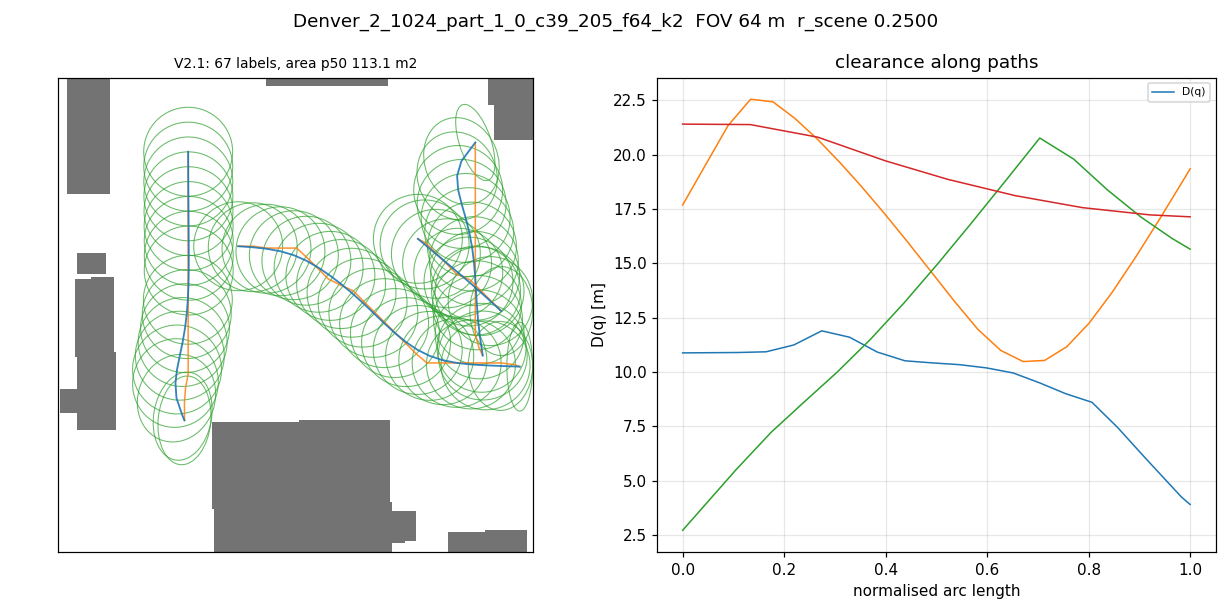 Denver_2_1024_part_1_0_c39_205_f64_k2  FOV 64 m  r_scene 0.2500
V2.1: 67 labels, area p50 113.1 m2
clearance along paths
D(q)
22.5
20.0
17.5
15.0
12.5
10.0
7.5
5.0
2.5
D(q) [m]
0.0 0.2 0.4 0.6 0.8 1.0
normalised arc length